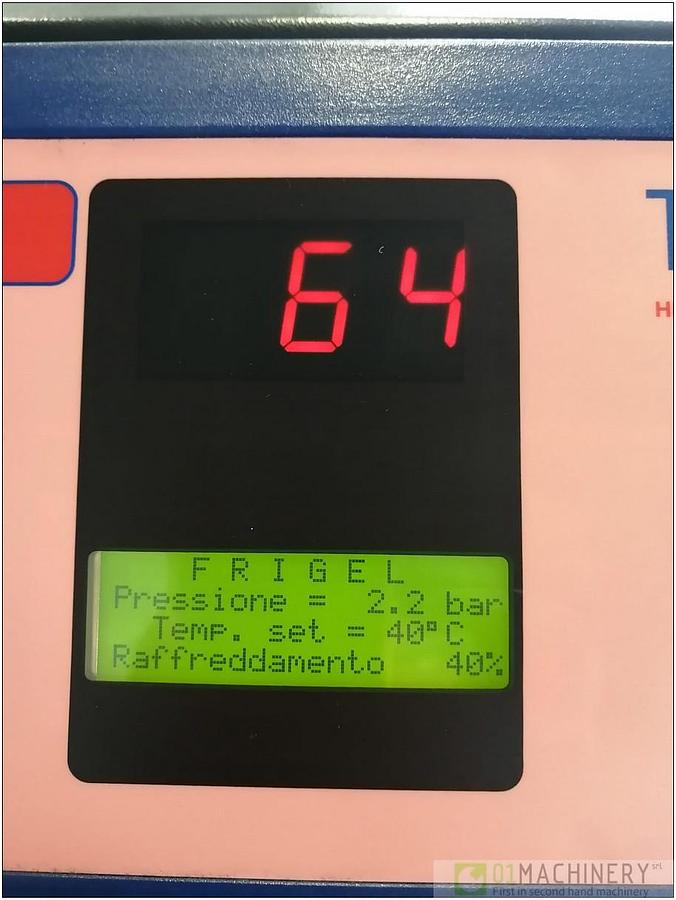 64
FRIGEL
Pressione = 2.2 bar
Temp. set = 40°C
Raffreddamento 40%
T
H
01MACHINERY srl
First in second hand machinery